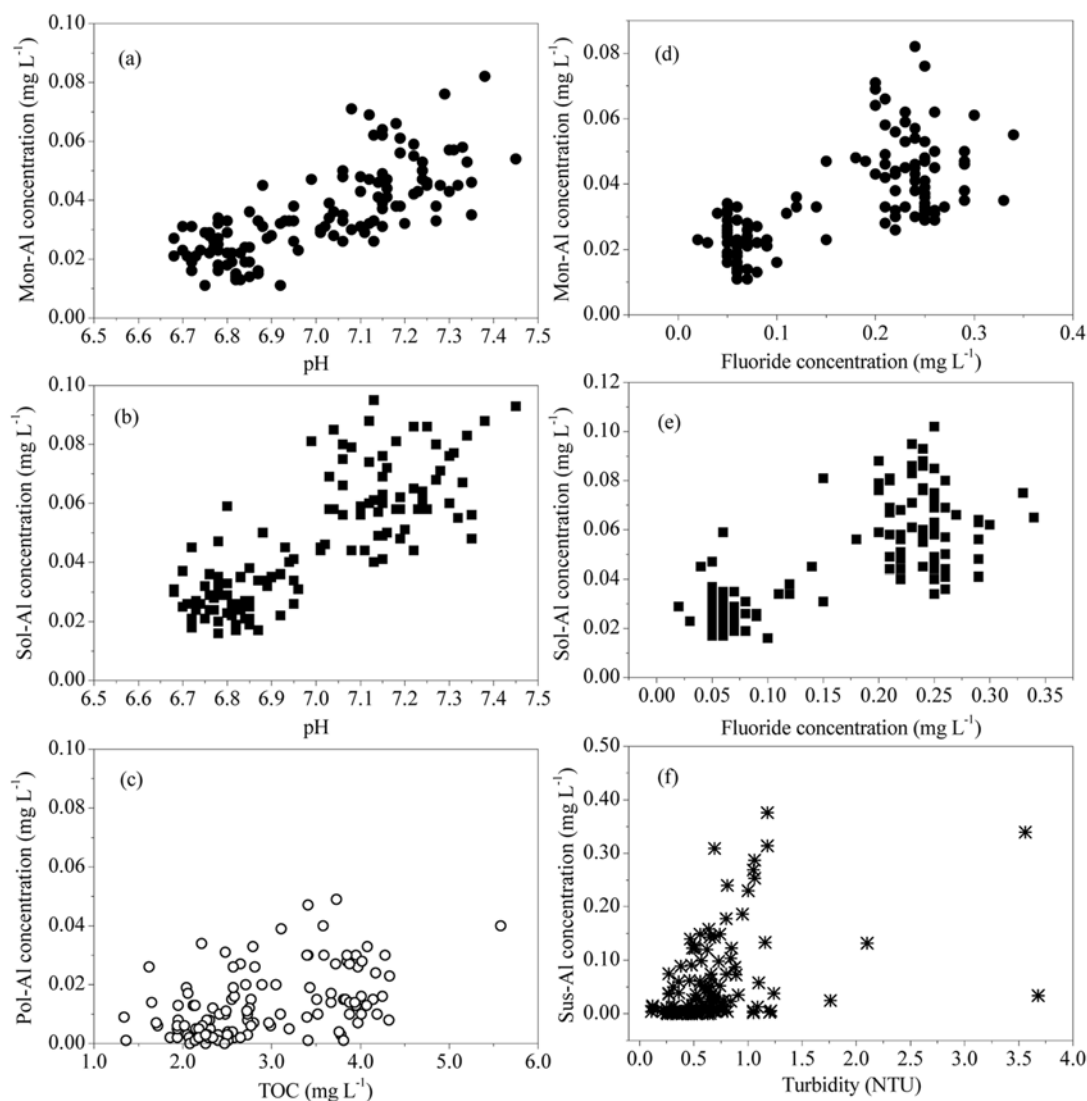 (a)
Mon-Al concentration (mg L⁻¹)
0.10
0.08
0.06
0.04
0.02
0.00
6.5 6.6 6.7 6.8 6.9 7.0 7.1 7.2 7.3 7.4 7.5
pH
(d)
Mon-Al concentration (mg L⁻¹)
0.08
0.06
0.04
0.02
0.00
0.0 0.1 0.2 0.3 0.4
Fluoride concentration (mg L⁻¹)
(b)
Sol-Al concentration (mg L⁻¹)
0.10
0.08
0.06
0.04
0.02
0.00
6.5 6.6 6.7 6.8 6.9 7.0 7.1 7.2 7.3 7.4 7.5
pH
(e)
Sol-Al concentration (mg L⁻¹)
0.12
0.10
0.08
0.06
0.04
0.02
0.00
0.00 0.05 0.10 0.15 0.20 0.25 0.30 0.35
Fluoride concentration (mg L⁻¹)
(c)
Pol-Al concentration (mg L⁻¹)
0.10
0.08
0.06
0.04
0.02
0.00
1.0 2.0 3.0 4.0 5.0 6.0
TOC (mg L⁻¹)
(f)
Sus-Al concentration (mg L⁻¹)
0.50
0.40
0.30
0.20
0.10
0.00
0.0 0.5 1.0 1.5 2.0 2.5 3.0 3.5 4.0
Turbidity (NTU)